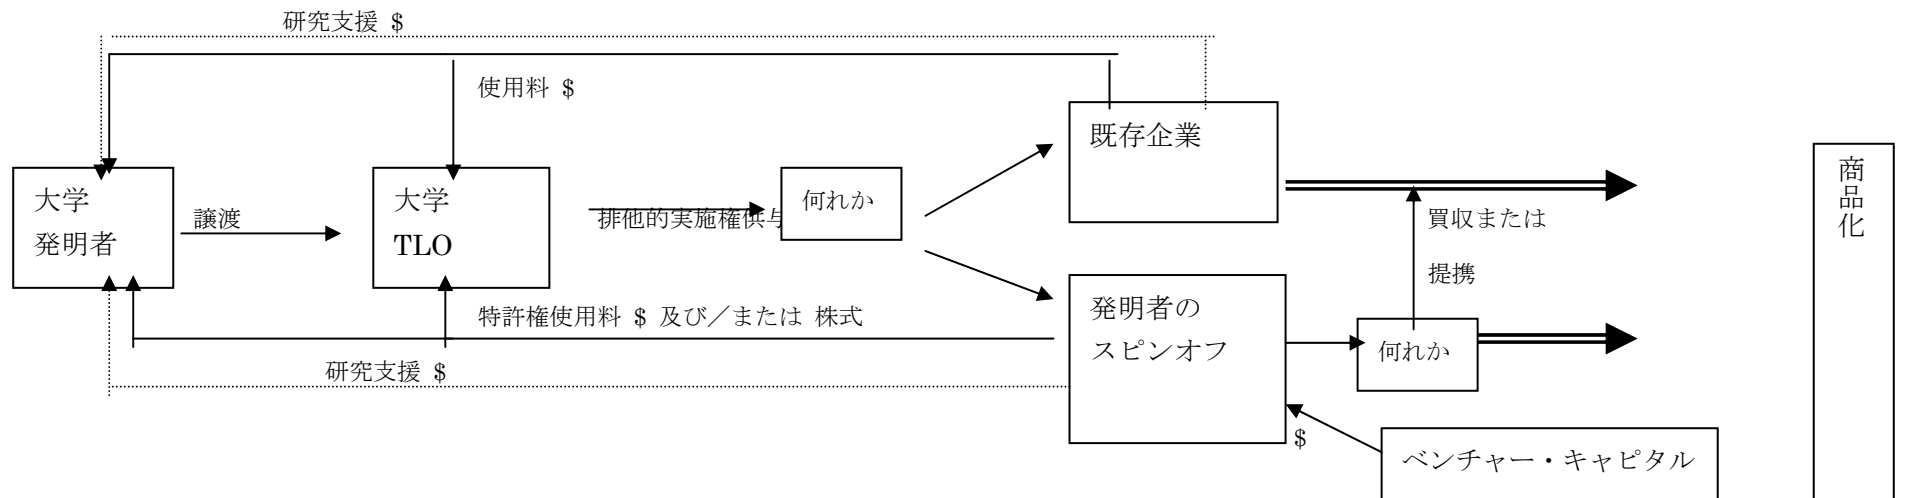 研究支援 $
使用料 $
既存企業
大学
発明者
譲渡
大学
TLO
排他的実施権供与
何れか
買収または
提携
商品化
特許権使用料 $ 及び／または 株式
発明者の
スピンオフ
何れか
研究支援 $
$
ベンチャー・キャピタル